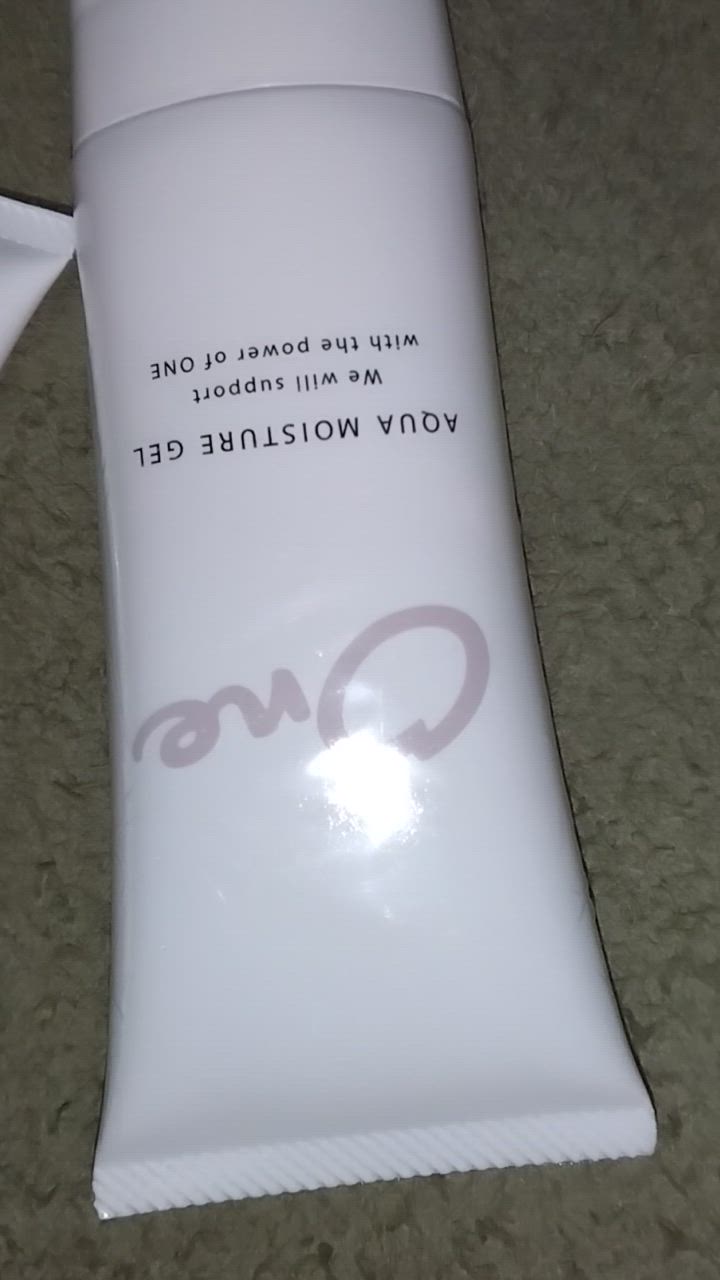 One
AQUA MOISTURE GEL
We will support
with the power of ONE